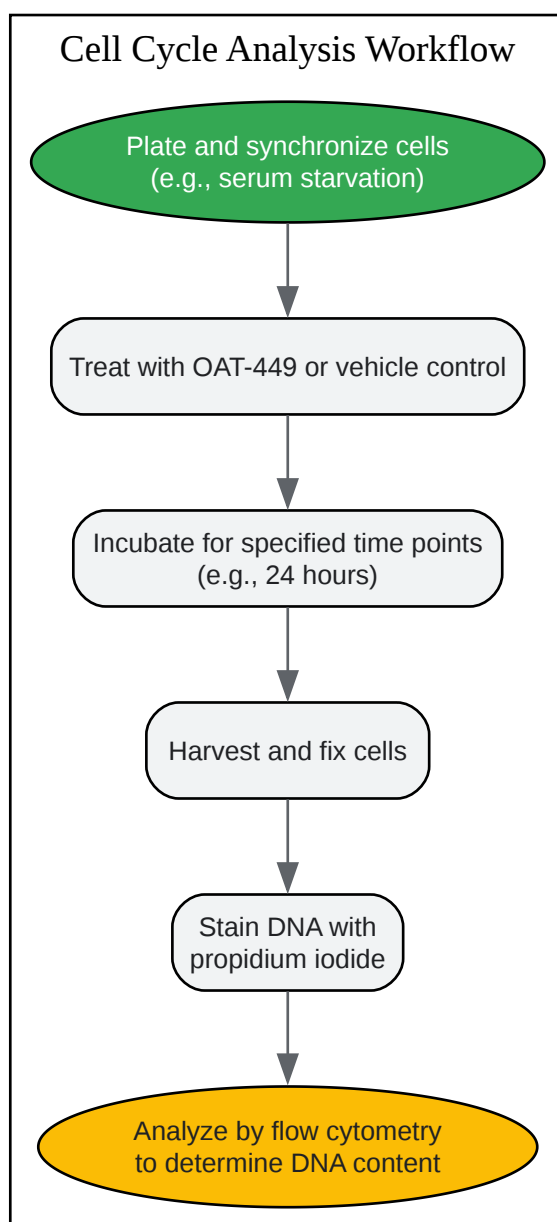 Cell Cycle Analysis Workflow
Plate and synchronize cells
(e.g., serum starvation)
Treat with OAT-449 or vehicle control
Incubate for specified time points
(e.g., 24 hours)
Harvest and fix cells
Stain DNA with
propidium iodide
Analyze by flow cytometry
to determine DNA content